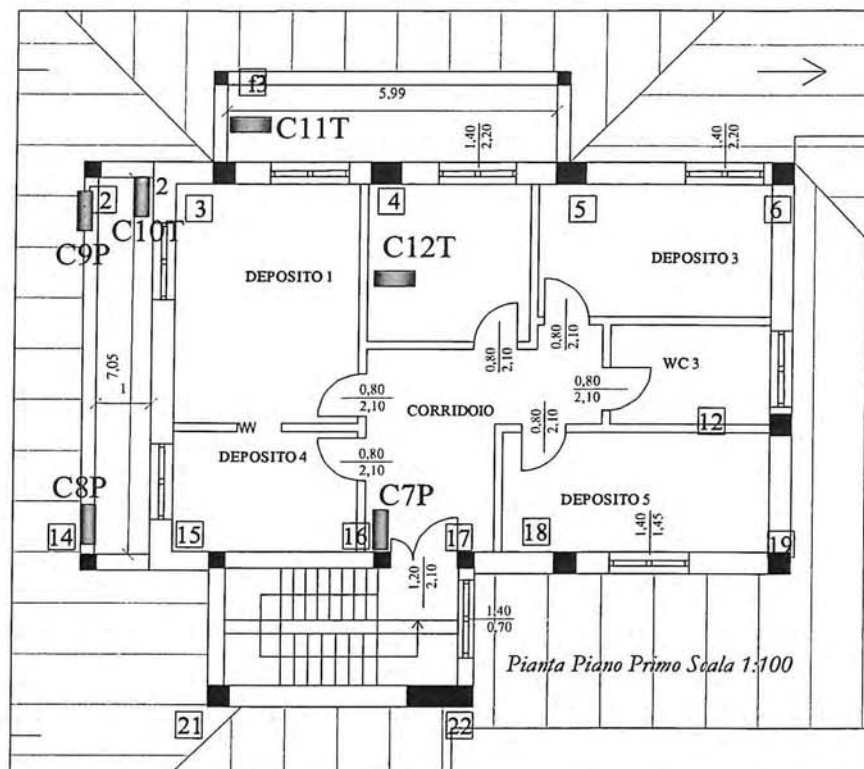 f3
5,99
C11T
1,40
2,20
1,40
2,20
2
2
3
4
5
6
C10T
C9P
C12T
DEPOSITO 1
DEPOSITO 3
7,05
1
0,80
2,10
0,80
2,10
WC 3
0,80
2,10
0,80
2,10
CORRIDOIO
0,80
2,10
12
DEPOSITO 4
0,80
2,10
C8P
C7P
DEPOSITO 5
14
15
16
17
18
1,40
1,45
19
1,20
2,10
1,40
0,70
Pianta Piano Primo Scala 1:100
21
22